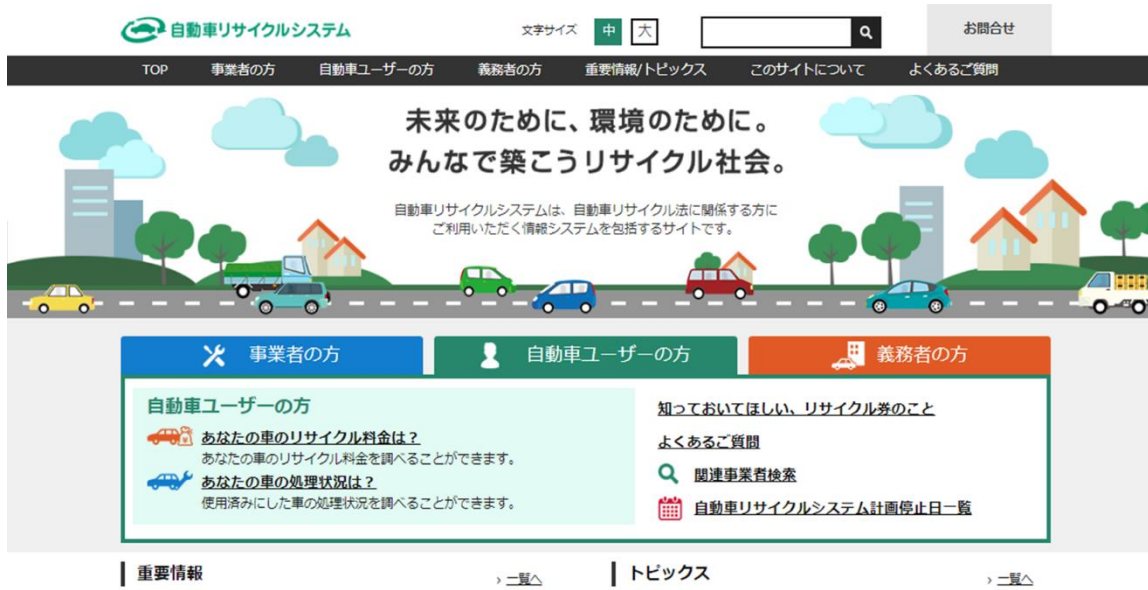 自動車リサイクルシステム
文字サイズ 中 大
お問合せ
TOP 事業者の方 自動車ユーザーの方 義務者の方 重要情報/トピックス このサイトについて よくあるご質問
未来のために、環境のために。
みんなで築こうリサイクル社会。
自動車リサイクルシステムは、自動車リサイクル法に関係する方に
ご利用いただく情報システムを包括するサイトです。
事業者の方 自動車ユーザーの方 義務者の方
自動車ユーザーの方
あなたの車のリサイクル料金は？
あなたの車のリサイクル料金を調べることができます。
あなたの車の処理状況は？
使用済みにした車の処理状況を調べることができます。
知っておいてほしい、リサイクル券のこと
よくあるご質問
関連事業者検索
自動車リサイクルシステム計画停止日一覧
重要情報 › 一覧へ
トピックス › 一覧へ